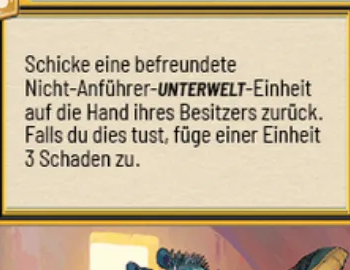 Schicke eine befreundete
Nicht-Anführer-UNTERWELT-Einheit
auf die Hand ihres Besitzers zurück.
Falls du dies tust, füge einer Einheit
3 Schaden zu.